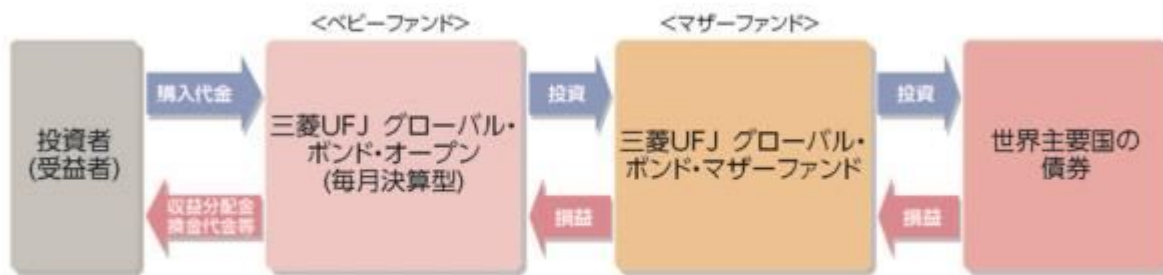 <ベビーファンド>
<マザーファンド>
投資者
(受益者)
購入代金
収益分配金
換金代金等
三菱UFJ グローバル・
ボンド・オープン
(毎月決算型)
投資
損益
三菱UFJ グローバル・
ボンド・マザーファンド
投資
損益
世界主要国の
債券